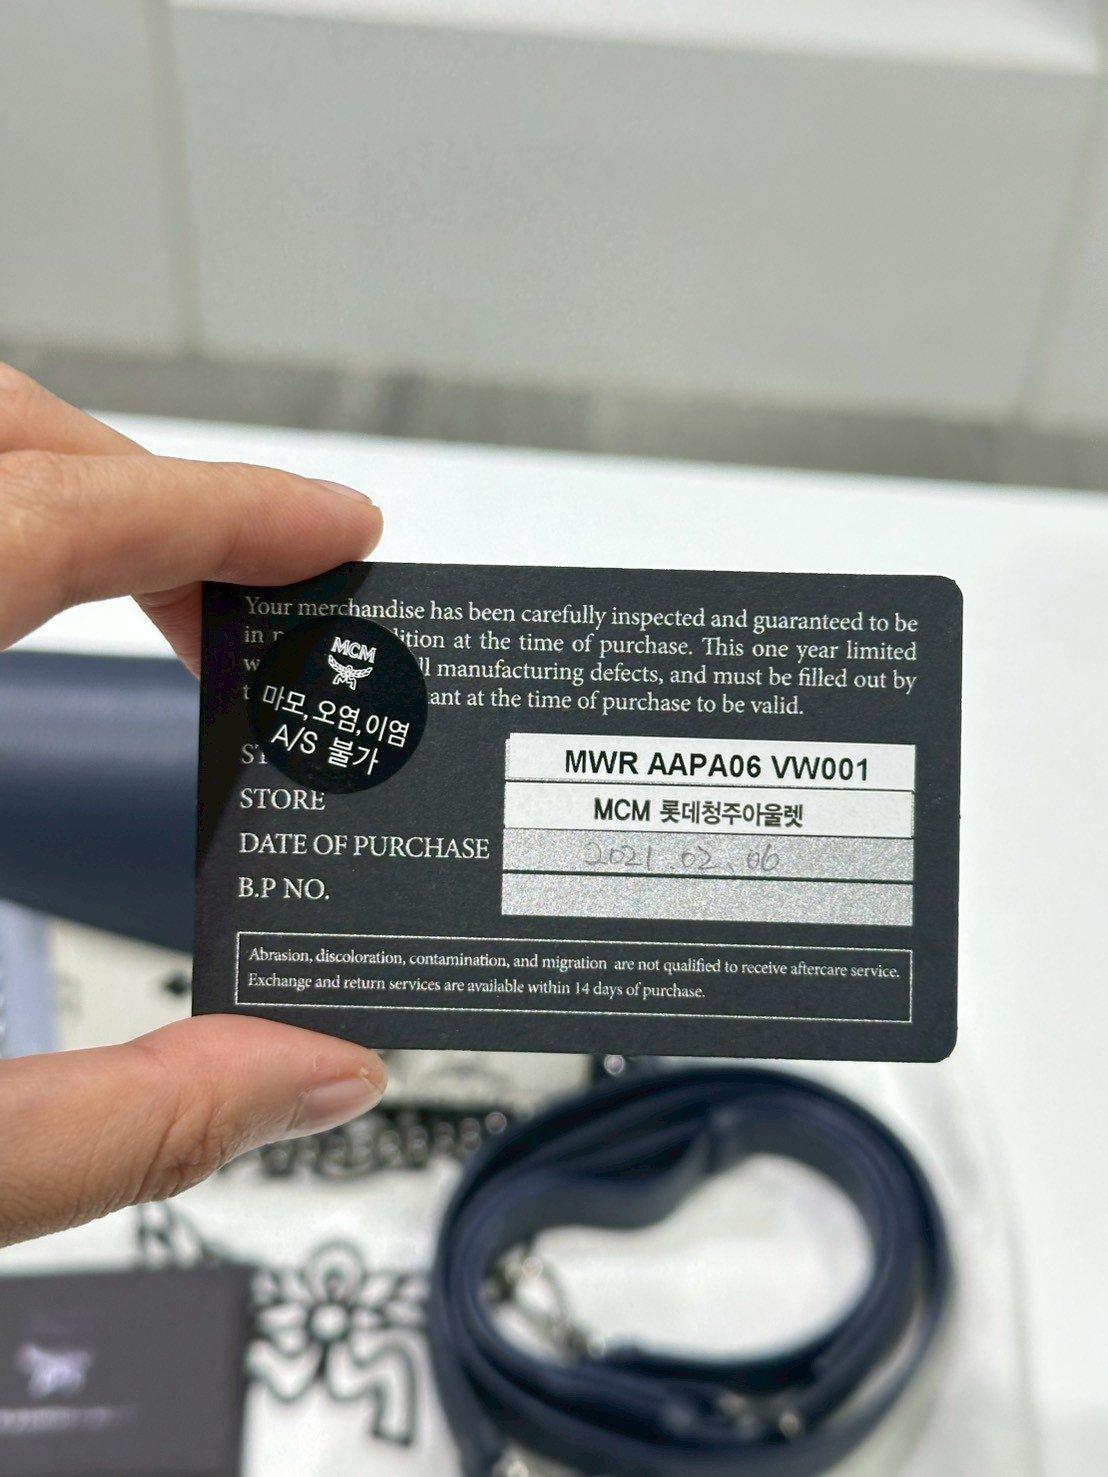 Your merchandise has been carefully inspected and guaranteed to be
in dition at the time of purchase. This one year limited
ll manufacturing defects, and must be filled out by
ant at the time of purchase to be valid.
MCM
마모, 오염, 이염
A/S 불가
ST MWR AAPA06 VW001
STORE MCM 롯데청주아울렛
DATE OF PURCHASE 2021.02.06
B.P NO.
Abrasion, discoloration, contamination, and migration are not qualified to receive aftercare service.
Exchange and return services are available within 14 days of purchase.